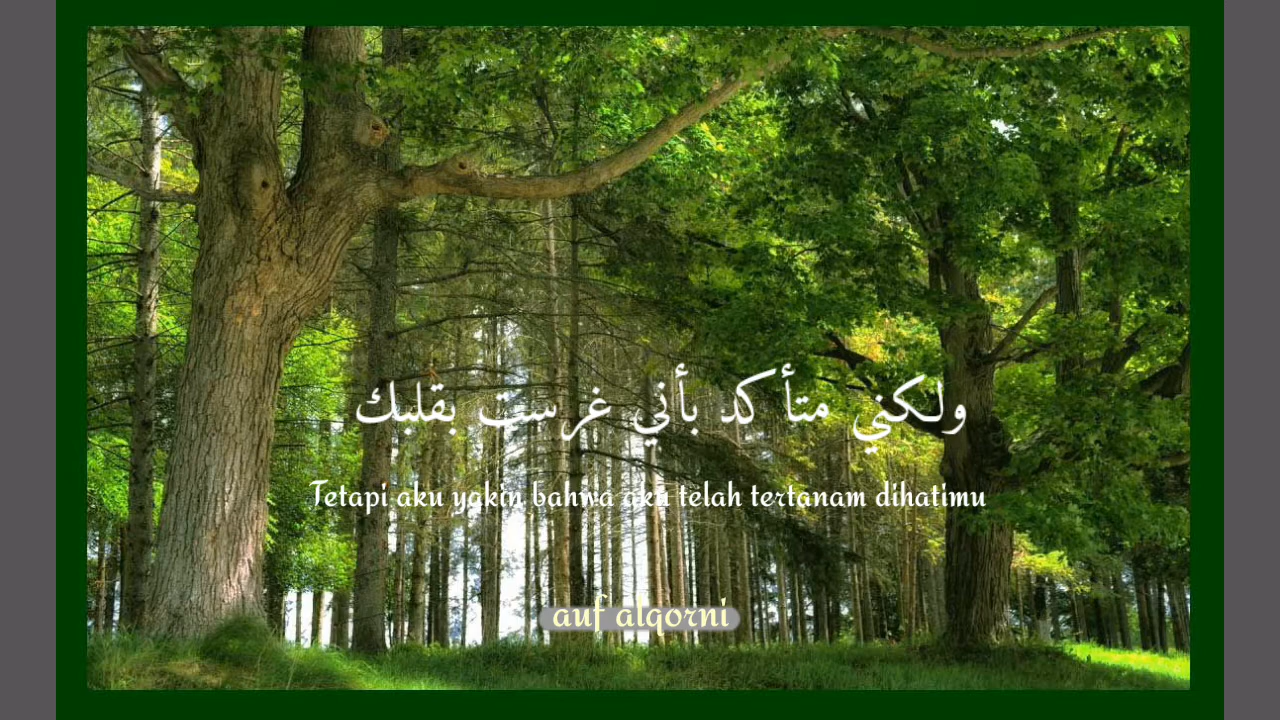 ولكني متأكد بأني غرست بقلبك
Tetapi aku yakin bahwa aku telah tertanam dihatimu
auf alqorni